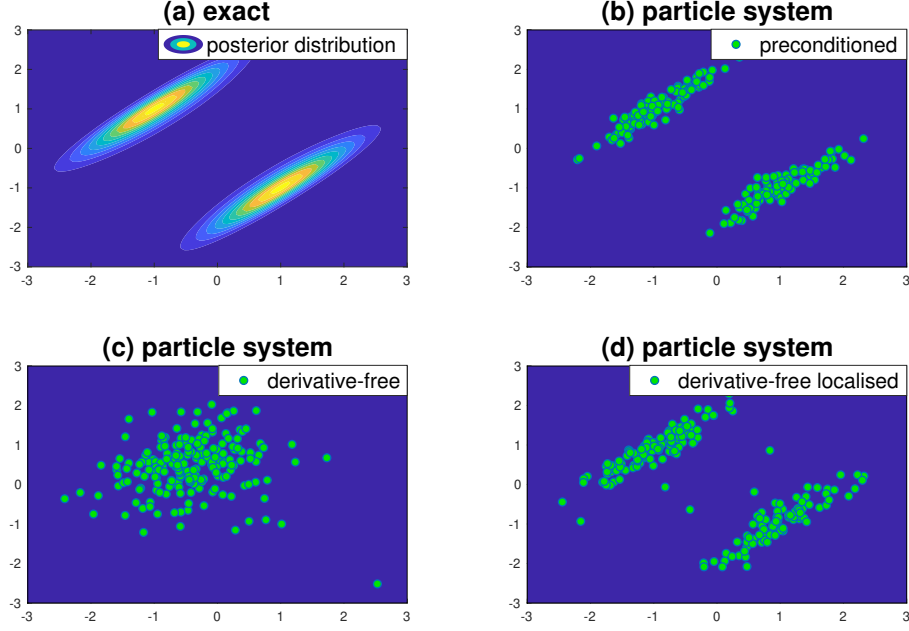 (a) exact
posterior distribution
3
2
1
0
-1
-2
-3
-3 -2 -1 0 1 2 3
(b) particle system
preconditioned
3
2
1
0
-1
-2
-3
-3 -2 -1 0 1 2 3
(c) particle system
derivative-free
3
2
1
0
-1
-2
-3
-3 -2 -1 0 1 2 3
(d) particle system
derivative-free localised
3
2
1
0
-1
-2
-3
-3 -2 -1 0 1 2 3